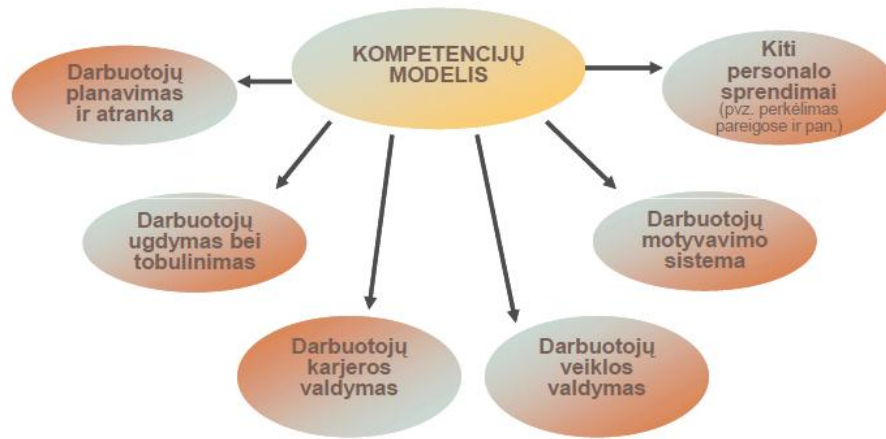 KOMPETENCIJŲ
MODELIS
Darbuotojų
planavimas
ir atranka
Kiti
personalo
sprendimai
(pvz. perkėlimas
pareigose ir pan.)
Darbuotojų
ugdymas bei
tobulinimas
Darbuotojų
motyvavimo
sistema
Darbuotojų
karjeros
valdymas
Darbuotojų
veiklos
valdymas